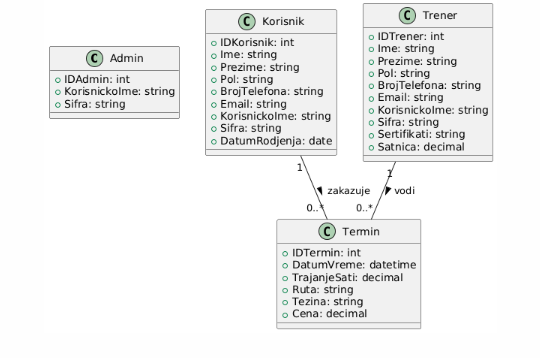 C Admin
IDAdmin: int
KorisnickoIme: string
Sifra: string
C Korisnik
IDKorisnik: int
Ime: string
Prezime: string
Pol: string
BrojTelefona: string
Email: string
KorisnickoIme: string
Sifra: string
DatumRodjenja: date
C Trener
IDTrener: int
Ime: string
Prezime: string
Pol: string
BrojTelefona: string
Email: string
KorisnickoIme: string
Sifra: string
Sertifikati: string
Satnica: decimal
1
zakazuje
0..*
1
vodi
0..*
C Termin
IDTermin: int
DatumVreme: datetime
TrajanjeSati: decimal
Ruta: string
Tezina: string
Cena: decimal